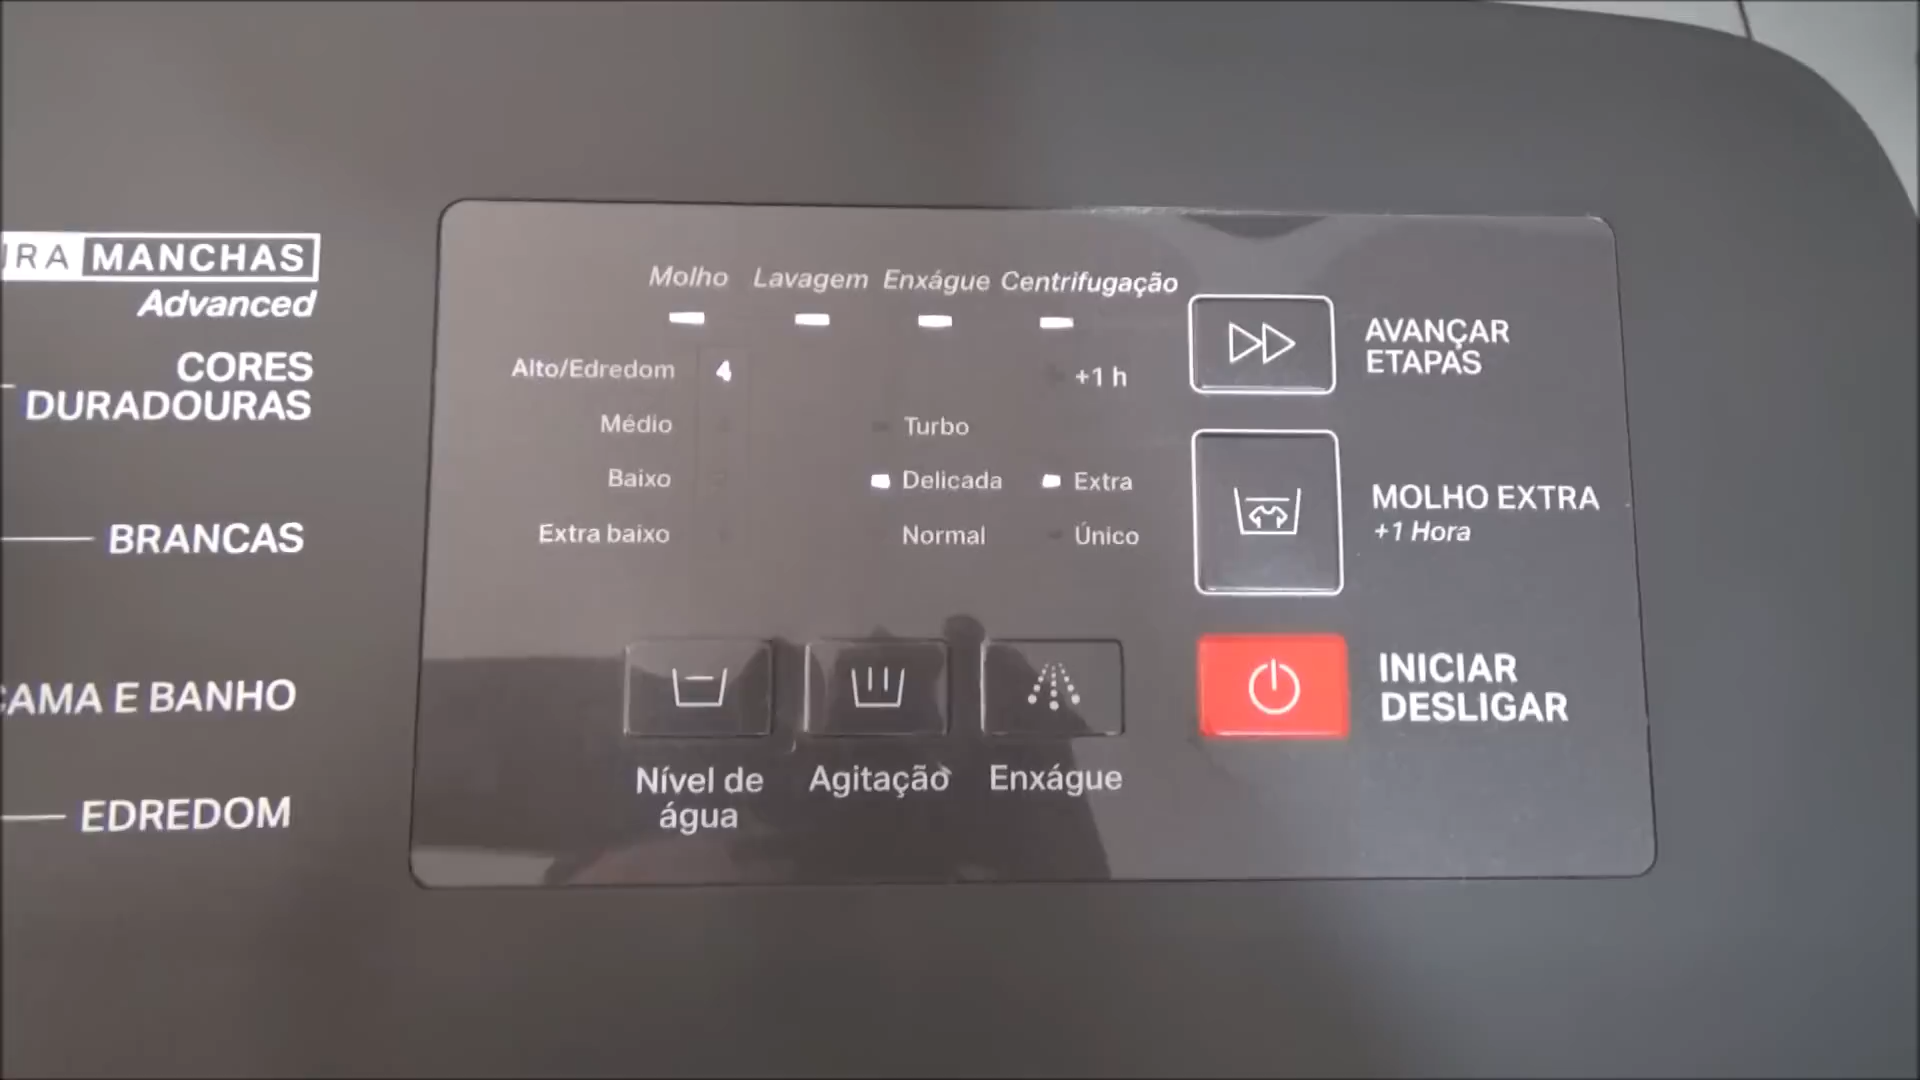 RA MANCHAS
Advanced
CORES
DURADOURAS
BRANCAS
CAMA E BANHO
EDREDOM
Molho Lavagem Enxágue Centrifugação
Alto/Edredom 4 +1 h
Médio Turbo
Baixo Delicada Extra
Extra baixo Normal Único
Nível de
água
Agitação
Enxágue
AVANÇAR
ETAPAS
MOLHO EXTRA
+1 Hora
INICIAR
DESLIGAR